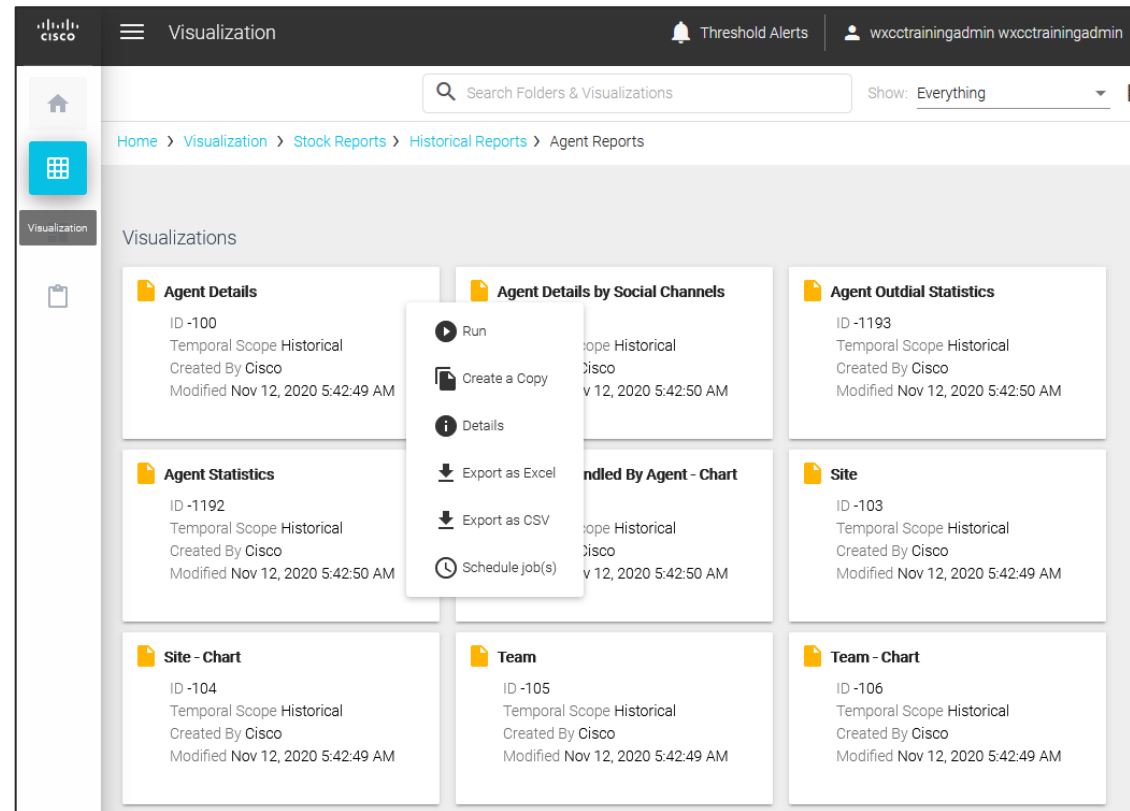 cisco
Visualization
Threshold Alerts
wxcctrainingadmin wxcctrainingadmin
Search Folders & Visualizations
Show: Everything
Home > Visualization > Stock Reports > Historical Reports > Agent Reports
Visualization
Visualizations
Agent Details
ID -100
Temporal Scope Historical
Created By Cisco
Modified Nov 12, 2020 5:42:49 AM
Agent Details by Social Channels
Historical
Cisco
12, 2020 5:42:50 AM
Agent Outdial Statistics
ID -1193
Temporal Scope Historical
Created By Cisco
Modified Nov 12, 2020 5:42:50 AM
Run
Create a Copy
Details
Export as Excel
Export as CSV
Schedule job(s)
Agent Statistics
ID -1192
Temporal Scope Historical
Created By Cisco
Modified Nov 12, 2020 5:42:50 AM
By Agent - Chart
Historical
Cisco
12, 2020 5:42:50 AM
Site
ID -103
Temporal Scope Historical
Created By Cisco
Modified Nov 12, 2020 5:42:49 AM
Site - Chart
ID -104
Temporal Scope Historical
Created By Cisco
Modified Nov 12, 2020 5:42:49 AM
Team
ID -105
Temporal Scope Historical
Created By Cisco
Modified Nov 12, 2020 5:42:49 AM
Team - Chart
ID -106
Temporal Scope Historical
Created By Cisco
Modified Nov 12, 2020 5:42:49 AM